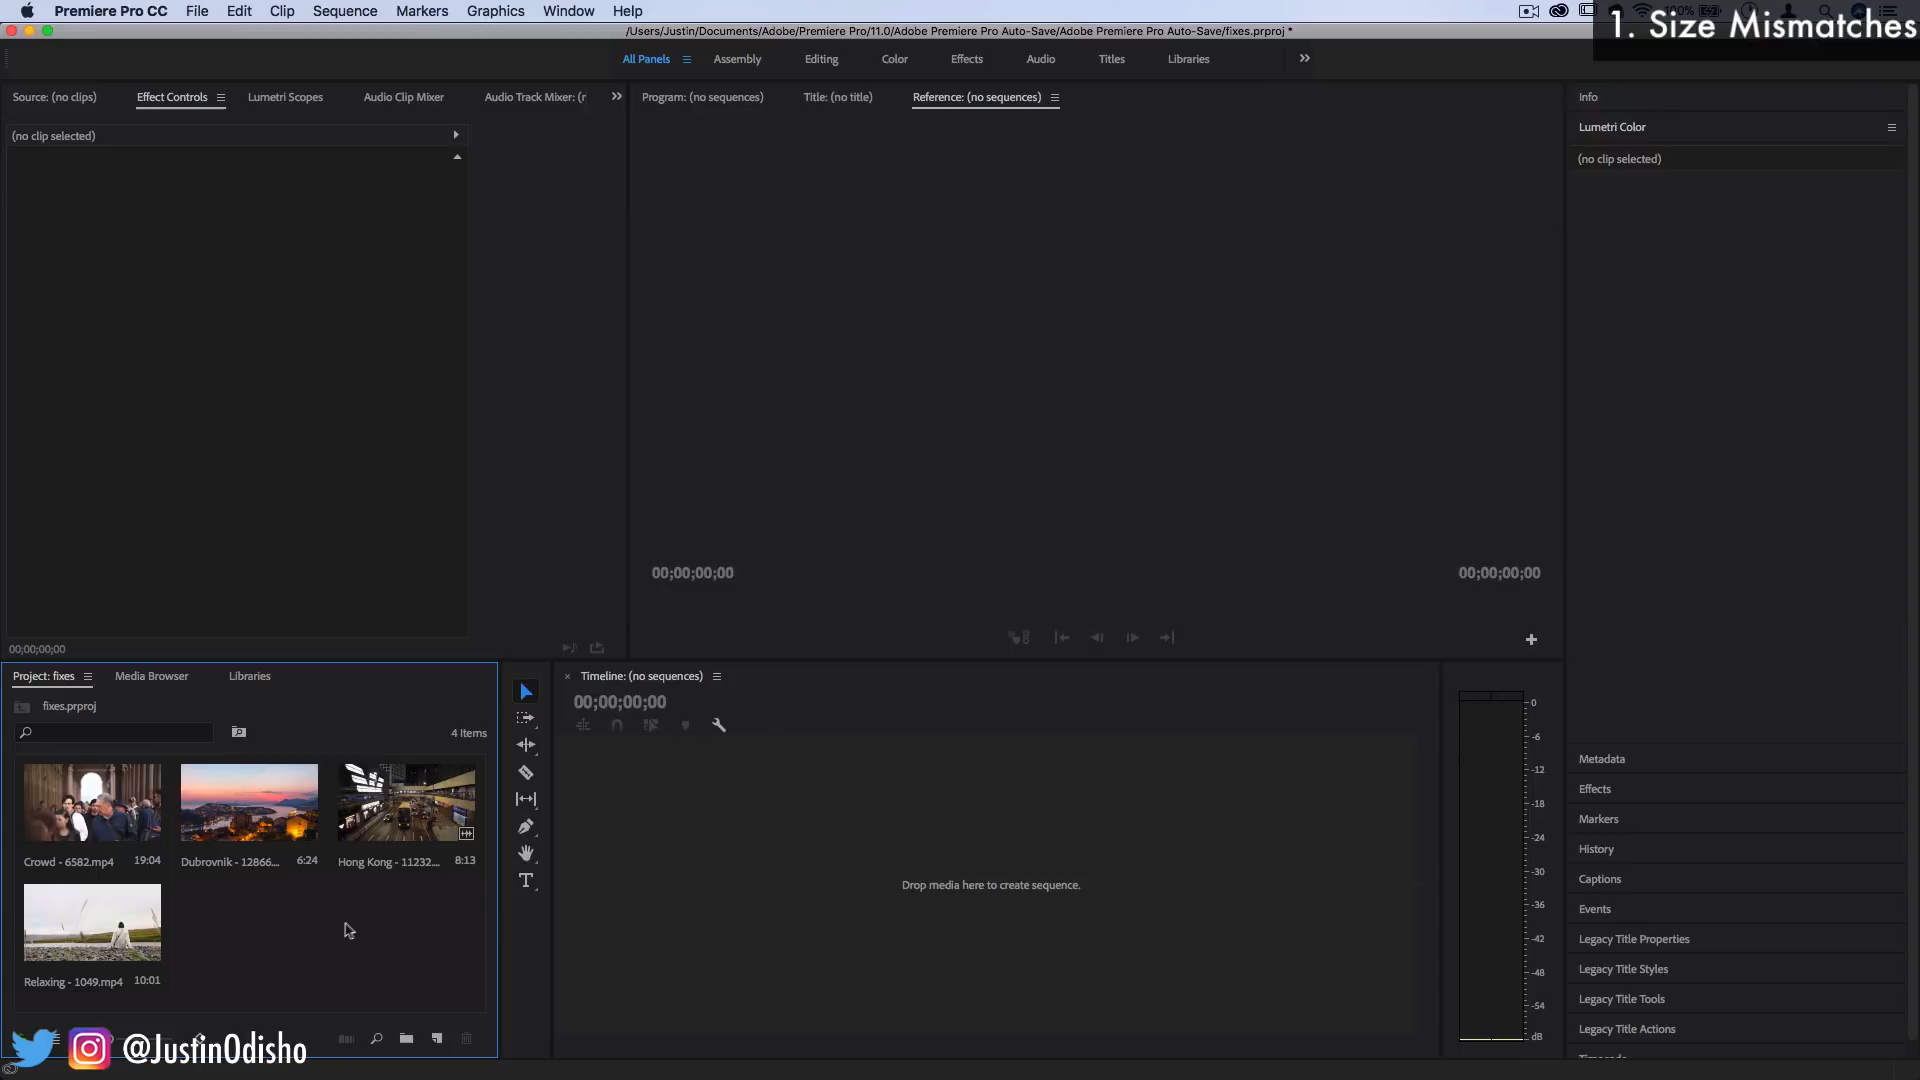 Premiere Pro CC File Edit Clip Sequence Markers Graphics Window Help
1. Size Mismatches
/Users/Justin/Documents/Adobe/Premiere Pro/11.0/Adobe Premiere Pro Auto-Save/Adobe Premiere Pro Auto-Save/fixes.prproj *
All Panels Assembly Editing Color Effects Audio Titles Libraries
Source: (no clips) Effect Controls Lumetri Scopes Audio Clip Mixer Audio Track Mixer: (r
Program: (no sequences) Title: (no title) Reference: (no sequences)
Info
Lumetri Color
(no clip selected)
(no clip selected)
00;00;00;00 00;00;00;00
00;00;00;00
Project: fixes Media Browser Libraries
fixes.prproj
4 Items
Crowd - 6582.mp4 19:04
Dubrovnik - 12866... 6:24
Hong Kong - 11232... 8:13
Relaxing - 1049.mp4 10:01
@JustinOdisho
Timeline: (no sequences)
00;00;00;00
Drop media here to create sequence.
0
-6
-12
-18
-24
-30
-36
-42
-48
-54
dB
Metadata
Effects
Markers
History
Captions
Events
Legacy Title Properties
Legacy Title Styles
Legacy Title Tools
Legacy Title Actions